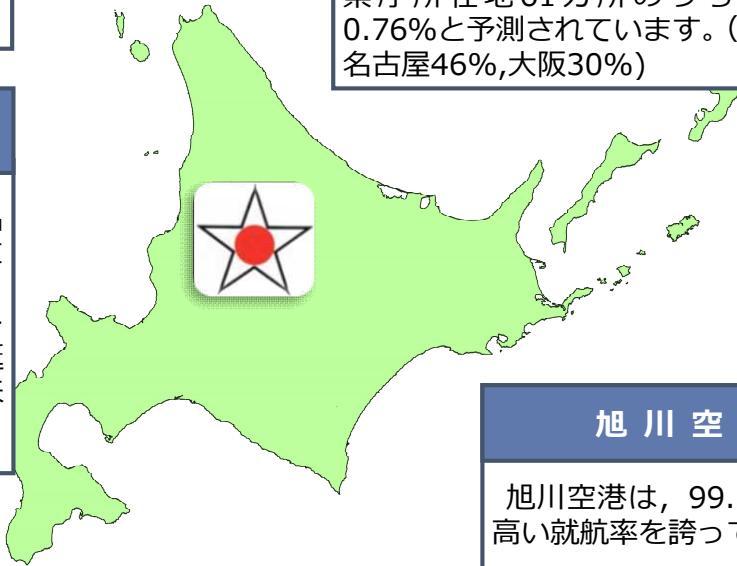 0.76%と予測されています。（
名古屋46%,大阪30%)
旭 川 空
旭川空港は，99.
高い就航率を誇って